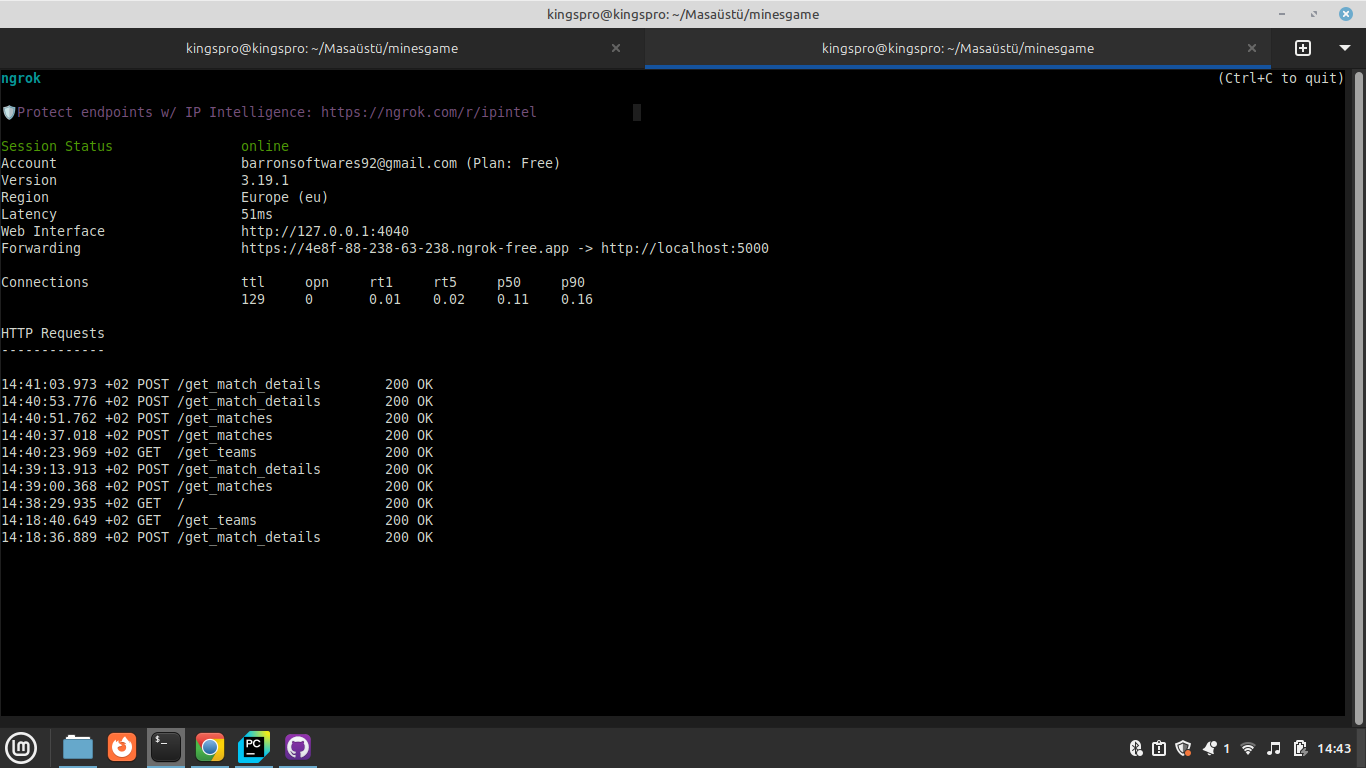 kingspro@kingspro: ~/Masaüstü/minesgame
kingspro@kingspro: ~/Masaüstü/minesgame
kingspro@kingspro: ~/Masaüstü/minesgame
ngrok (Ctrl+C to quit)
🛡️Protect endpoints w/ IP Intelligence: https://ngrok.com/r/ipintel
Session Status online
Account barronsoftwares92@gmail.com (Plan: Free)
Version 3.19.1
Region Europe (eu)
Latency 51ms
Web Interface http://127.0.0.1:4040
Forwarding https://4e8f-88-238-63-238.ngrok-free.app -> http://localhost:5000
Connections ttl opn rt1 rt5 p50 p90
129 0 0.01 0.02 0.11 0.16
HTTP Requests
-------------
14:41:03.973 +02 POST /get_match_details 200 OK
14:40:53.776 +02 POST /get_match_details 200 OK
14:40:51.762 +02 POST /get_matches 200 OK
14:40:37.018 +02 POST /get_matches 200 OK
14:40:23.969 +02 GET /get_teams 200 OK
14:39:13.913 +02 POST /get_match_details 200 OK
14:39:00.368 +02 POST /get_matches 200 OK
14:38:29.935 +02 GET / 200 OK
14:18:40.649 +02 GET /get_teams 200 OK
14:18:36.889 +02 POST /get_match_details 200 OK
$_
PC
1
14:43